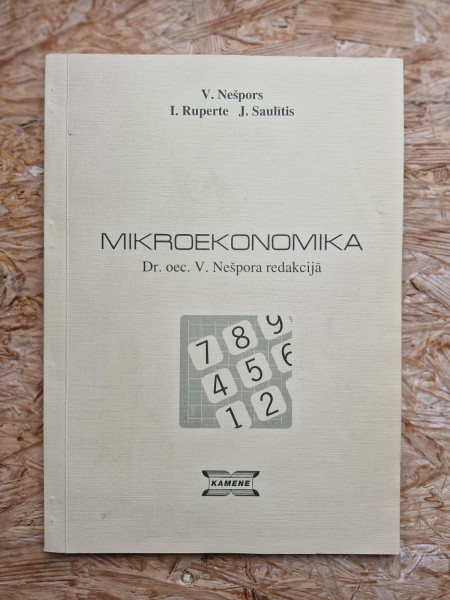 V. Nešpors
I. Ruperte J. Saulītis
MIKROEKONOMIKA
Dr. oec. V. Nešpora redakcijā
7 8 9
4 5 6
1 2
KAMENE